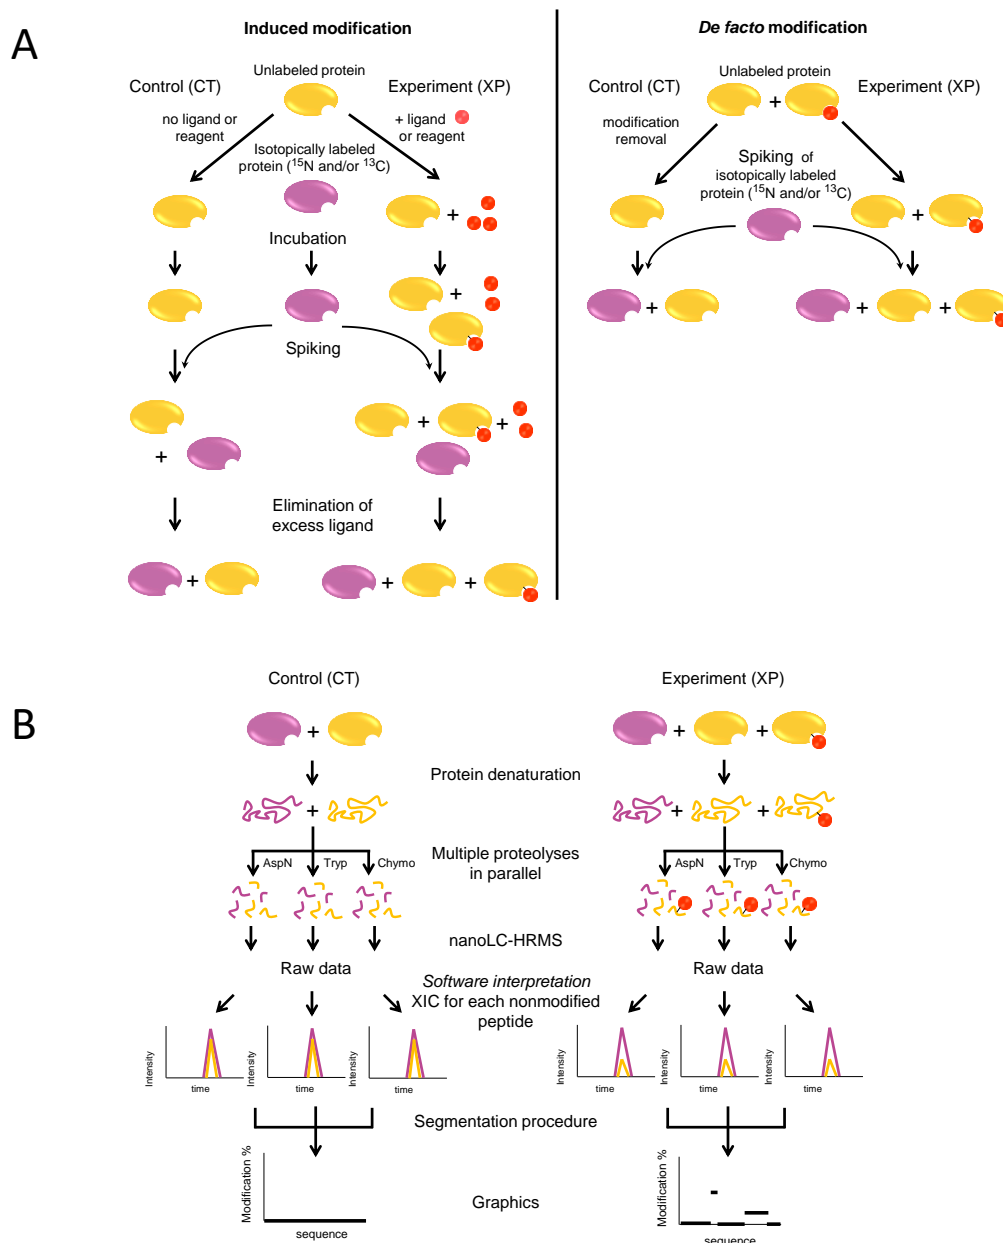 A
Induced modification
Control (CT)
Unlabeled protein
Experiment (XP)
no ligand or
reagent
+ ligand
or reagent
Isotopically labeled
protein (15N and/or 13C)
+
Incubation
+
Spiking
+
+
+
Elimination of
excess ligand
+
+
+
De facto modification
Control (CT)
Unlabeled protein
Experiment (XP)
+
modification
removal
Spiking of
isotopically labeled
protein (15N and/or 13C)
+
+
+
+
B
Control (CT)
Experiment (XP)
+
+
+
Protein denaturation
+
+
+
AspN
Tryp
Chymo
Multiple proteolyses
in parallel
AspN
Tryp
Chymo
nanoLC-HRMS
Raw data
Raw data
Software interpretation
XIC for each nonmodified
peptide
Intensity
time
Intensity
time
Intensity
time
Intensity
time
Intensity
time
Intensity
time
Segmentation procedure
Modification %
sequence
Graphics
Modification %
sequence